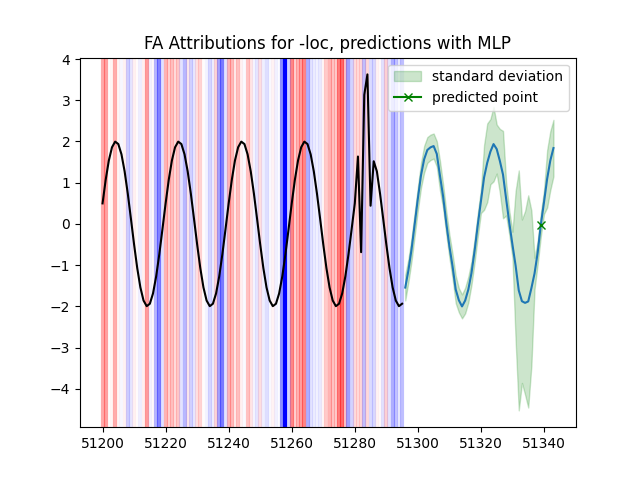 FA Attributions for -loc, predictions with MLP
standard deviation
predicted point
4
3
2
1
0
−1
−2
−3
−4
51200 51220 51240 51260 51280 51300 51320 51340